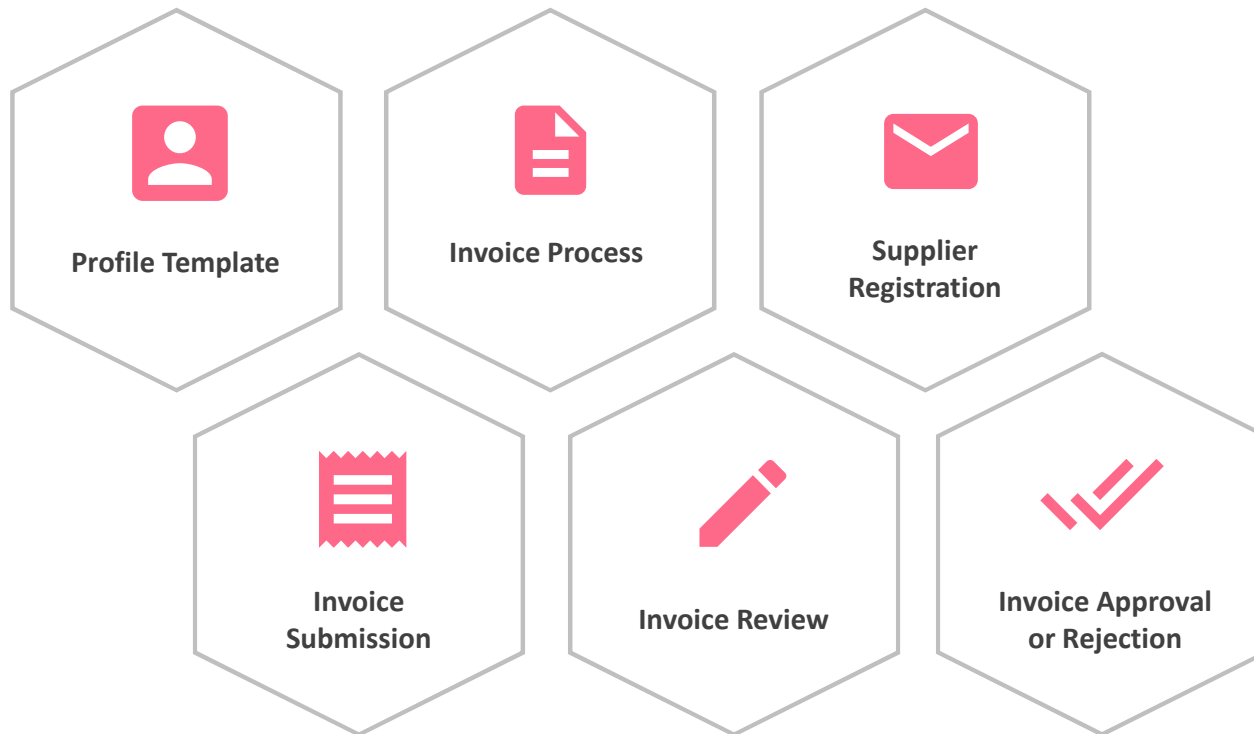 Profile Template
Invoice Process
Supplier
Registration
Invoice
Submission
Invoice Review
Invoice Approval
or Rejection